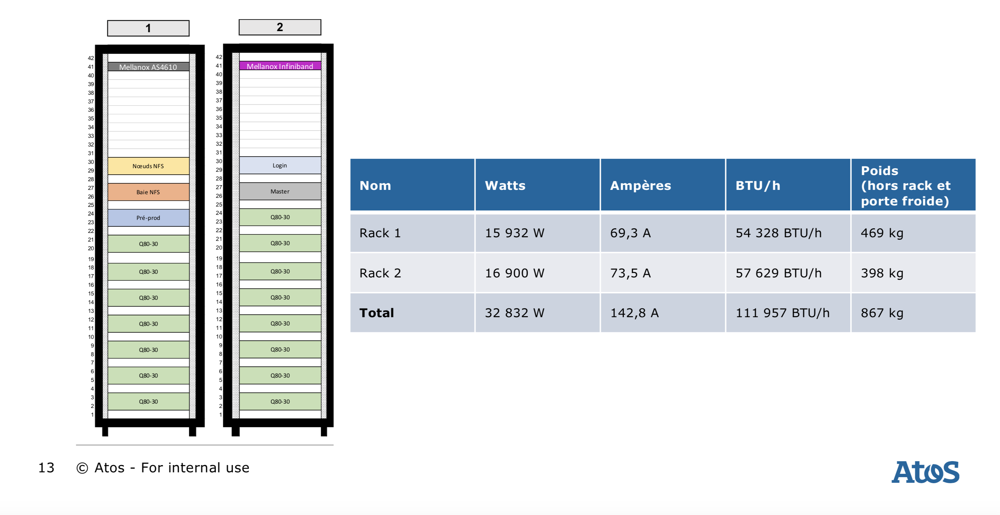 1
42
41
Mellanox AS4610
40
39
38
37
36
35
34
33
32
31
30
Nœuds NFS
29
28
27
Baie NFS
26
25
24
Pré-prod
23
22
21
Q80-30
20
19
18
Q80-30
17
16
15
Q80-30
14
13
12
Q80-30
11
10
9
Q80-30
8
7
6
Q80-30
5
4
3
Q80-30
2
1
2
42
41
Mellanox Infiniband
40
39
38
37
36
35
34
33
32
31
30
Login
29
28
27
Master
26
25
24
Q80-30
23
22
21
Q80-30
20
19
18
Q80-30
17
16
15
Q80-30
14
13
12
Q80-30
11
10
9
Q80-30
8
7
6
Q80-30
5
4
3
Q80-30
2
1
Nom Watts Ampères BTU/h Poids
(hors rack et
porte froide)
Rack 1 15 932 W 69,3 A 54 328 BTU/h 469 kg
Rack 2 16 900 W 73,5 A 57 629 BTU/h 398 kg
Total 32 832 W 142,8 A 111 957 BTU/h 867 kg
13 © Atos - For internal use
Atos